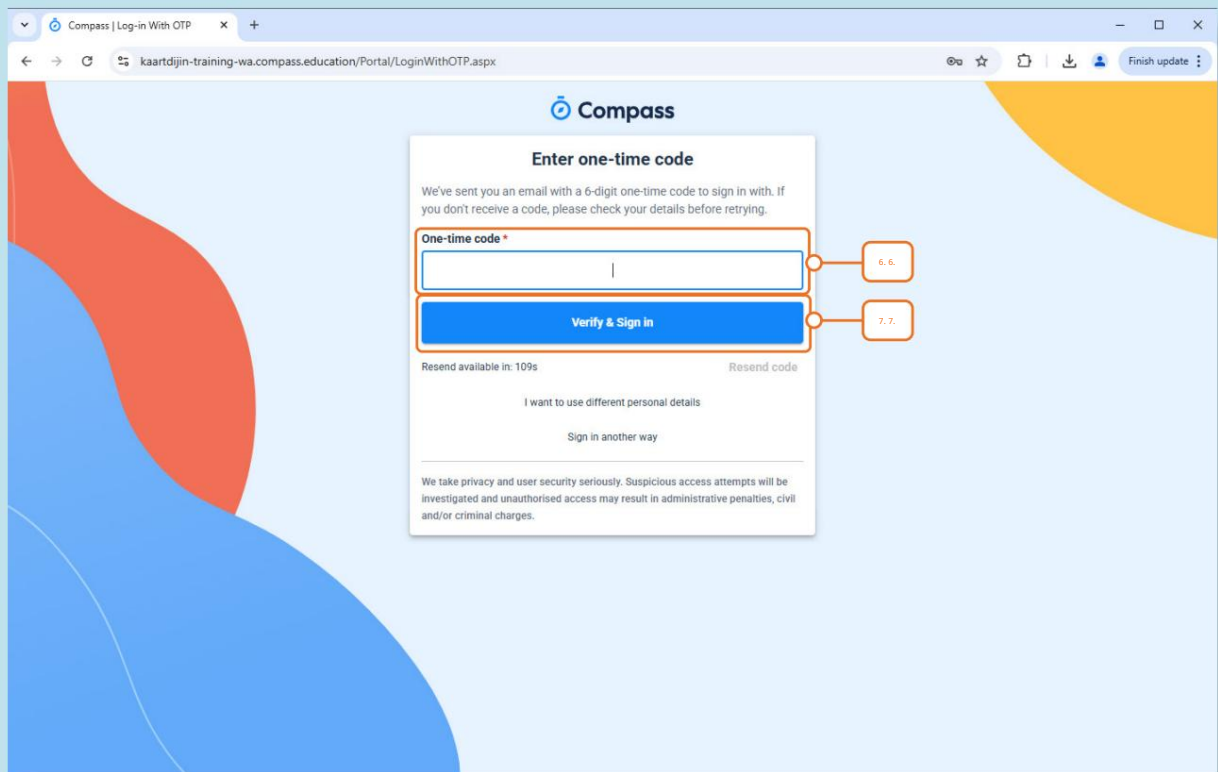 Compass | Log-in With OTP
kaartdijin-training-wa.compass.education/Portal/LoginWithOTP.aspx
Finish update
Compass
Enter one-time code
We've sent you an email with a 6-digit one-time code to sign in with. If
you don't receive a code, please check your details before retrying.
One-time code *
6. 6.
Verify & Sign in
7. 7.
Resend available in: 109s
Resend code
I want to use different personal details
Sign in another way
We take privacy and user security seriously. Suspicious access attempts will be
investigated and unauthorised access may result in administrative penalties, civil
and/or criminal charges.